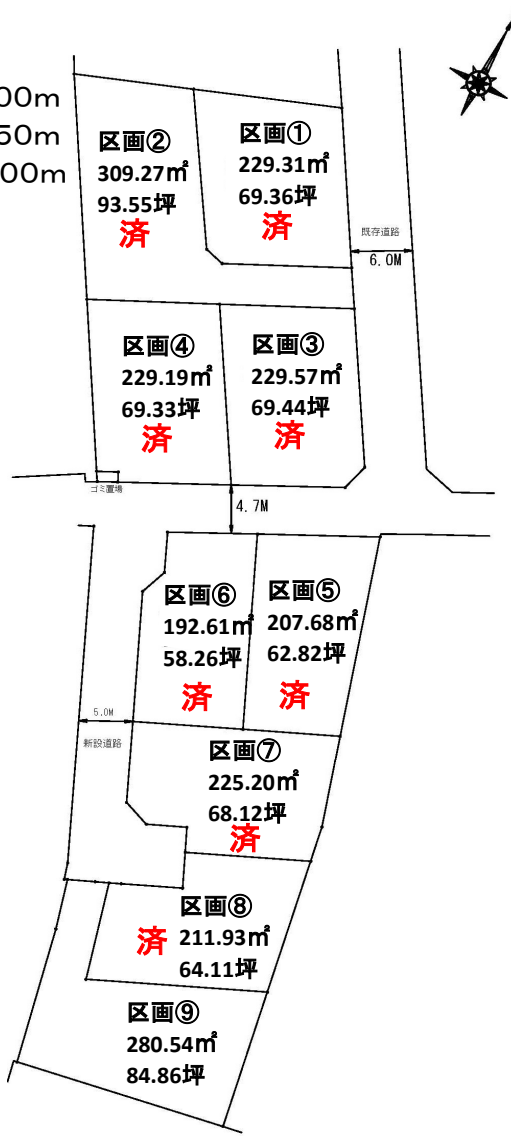 00m
50m
00m
区画②
309.27㎡
93.55坪
済
区画①
229.31㎡
69.36坪
済
既存道路
6.0M
区画④
229.19㎡
69.33坪
済
区画③
229.57㎡
69.44坪
済
ゴミ置場
4.7M
区画⑥
192.61㎡
58.26坪
済
区画⑤
207.68㎡
62.82坪
済
5.0M
新設道路
区画⑦
225.20㎡
68.12坪
済
区画⑧
211.93㎡
64.11坪
済
区画⑨
280.54㎡
84.86坪